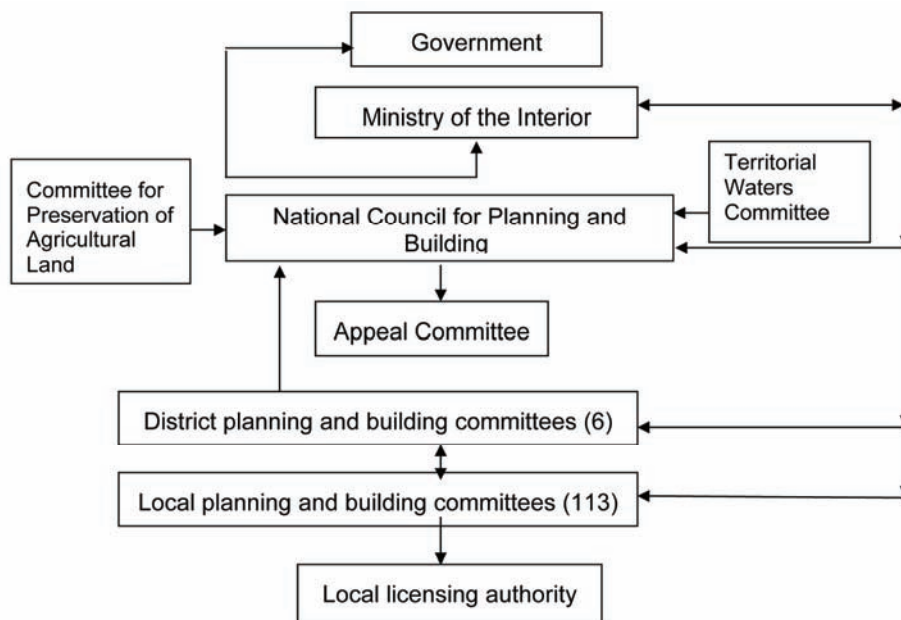 Government
Ministry of the Interior
Territorial
Waters
Committee
Committee for
Preservation of
Agricultural
Land
National Council for Planning and
Building
Appeal Committee
District planning and building committees (6)
Local planning and building committees (113)
Local licensing authority